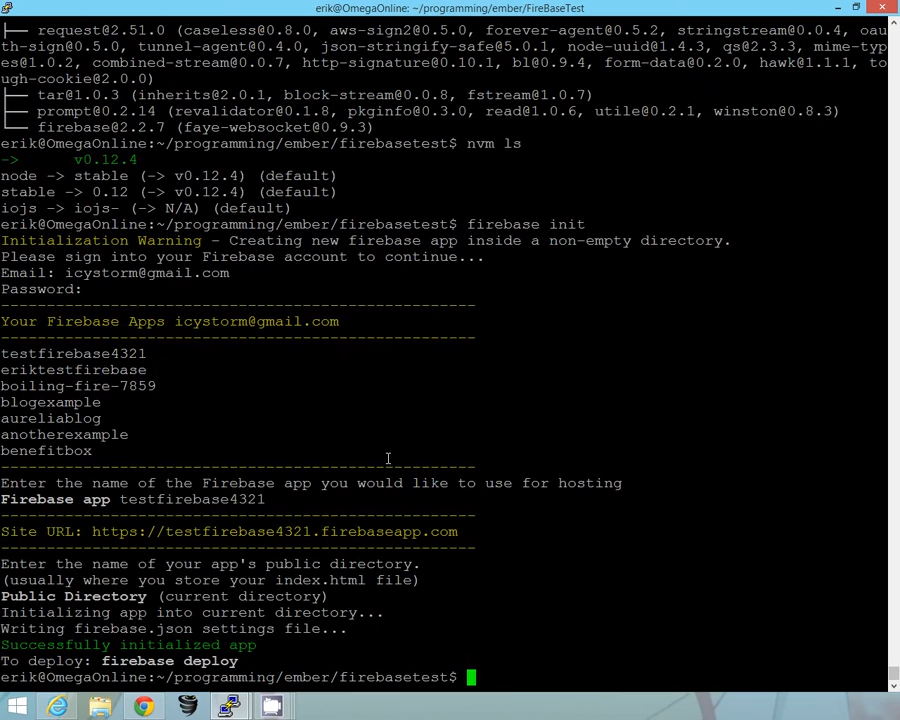 erik@OmegaOnline: ~/programming/ember/FireBaseTest
├── request@2.51.0 (caseless@0.8.0, aws-sign2@0.5.0, forever-agent@0.5.2, stringstream@0.0.4, oau
th-sign@0.5.0, tunnel-agent@0.4.0, json-stringify-safe@5.0.1, node-uuid@1.4.3, qs@2.3.3, mime-typ
es@1.0.2, combined-stream@0.0.7, http-signature@0.10.1, bl@0.9.4, form-data@0.2.0, hawk@1.1.1, to
ugh-cookie@2.0.0)
├── tar@1.0.3 (inherits@2.0.1, block-stream@0.0.8, fstream@1.0.7)
├── prompt@0.2.14 (revalidator@0.1.8, pkginfo@0.3.0, read@1.0.6, utile@0.2.1, winston@0.8.3)
└── firebase@2.2.7 (faye-websocket@0.9.3)
erik@OmegaOnline:~/programming/ember/firebasetest$ nvm ls
->      v0.12.4
node -> stable (-> v0.12.4) (default)
stable -> 0.12 (-> v0.12.4) (default)
iojs -> iojs- (-> N/A) (default)
erik@OmegaOnline:~/programming/ember/firebasetest$ firebase init
Initialization Warning - Creating new firebase app inside a non-empty directory.
Please sign into your Firebase account to continue...
Email: icystorm@gmail.com
Password:
----------------------------------------------------
Your Firebase Apps icystorm@gmail.com
----------------------------------------------------
testfirebase4321
eriktestfirebase
boiling-fire-7859
blogexample
aureliablog
anotherexample
benefitbox
----------------------------------------------------
Enter the name of the Firebase app you would like to use for hosting
Firebase app testfirebase4321
----------------------------------------------------
Site URL: https://testfirebase4321.firebaseapp.com
----------------------------------------------------
Enter the name of your app's public directory.
(usually where you store your index.html file)
Public Directory (current directory)
Initializing app into current directory...
Writing firebase.json settings file...
Successfully initialized app
To deploy: firebase deploy
erik@OmegaOnline:~/programming/ember/firebasetest$